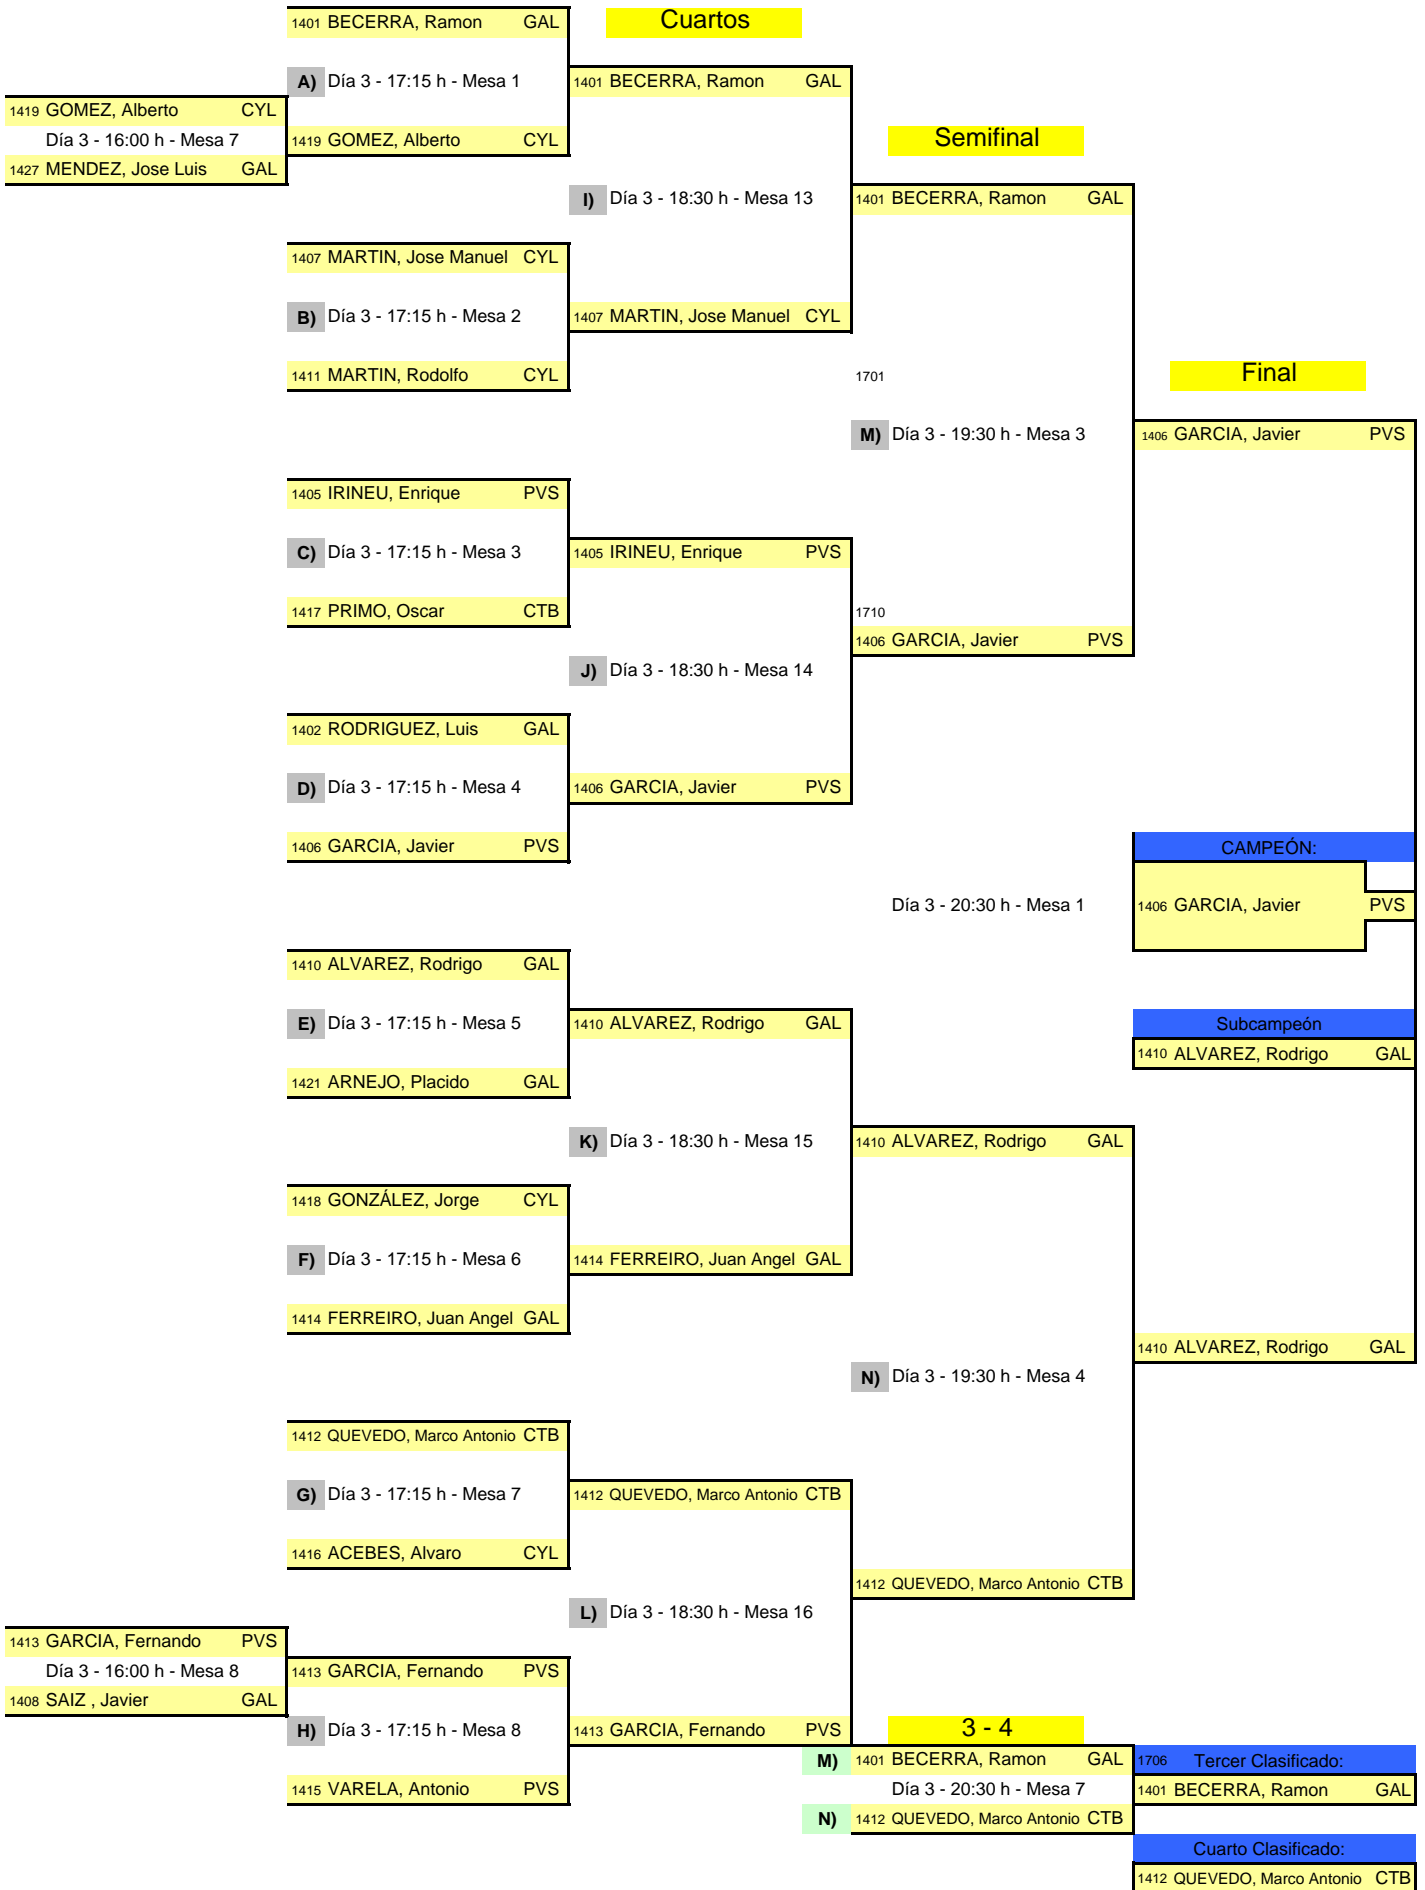 1401 BECERRA, Ramon GAL
Cuartos
A) Día 3 - 17:15 h - Mesa 1
1401 BECERRA, Ramon GAL
1419 GOMEZ, Alberto CYL
Día 3 - 16:00 h - Mesa 7
1419 GOMEZ, Alberto CYL
Semifinal
1427 MENDEZ, Jose Luis GAL
I) Día 3 - 18:30 h - Mesa 13
1401 BECERRA, Ramon GAL
1407 MARTIN, Jose Manuel CYL
B) Día 3 - 17:15 h - Mesa 2
1407 MARTIN, Jose Manuel CYL
1411 MARTIN, Rodolfo CYL
1701
Final
M) Día 3 - 19:30 h - Mesa 3
1406 GARCIA, Javier PVS
1405 IRINEU, Enrique PVS
C) Día 3 - 17:15 h - Mesa 3
1405 IRINEU, Enrique PVS
1417 PRIMO, Oscar CTB
1710
1406 GARCIA, Javier PVS
J) Día 3 - 18:30 h - Mesa 14
1402 RODRIGUEZ, Luis GAL
D) Día 3 - 17:15 h - Mesa 4
1406 GARCIA, Javier PVS
1406 GARCIA, Javier PVS
CAMPEÓN:
Día 3 - 20:30 h - Mesa 1
1406 GARCIA, Javier PVS
1410 ALVAREZ, Rodrigo GAL
E) Día 3 - 17:15 h - Mesa 5
1410 ALVAREZ, Rodrigo GAL
Subcampeón
1410 ALVAREZ, Rodrigo GAL
1421 ARNEJO, Placido GAL
K) Día 3 - 18:30 h - Mesa 15
1410 ALVAREZ, Rodrigo GAL
1418 GONZÁLEZ, Jorge CYL
F) Día 3 - 17:15 h - Mesa 6
1414 FERREIRO, Juan Angel GAL
1414 FERREIRO, Juan Angel GAL
1410 ALVAREZ, Rodrigo GAL
N) Día 3 - 19:30 h - Mesa 4
1412 QUEVEDO, Marco Antonio CTB
G) Día 3 - 17:15 h - Mesa 7
1412 QUEVEDO, Marco Antonio CTB
1416 ACEBES, Alvaro CYL
1412 QUEVEDO, Marco Antonio CTB
L) Día 3 - 18:30 h - Mesa 16
1413 GARCIA, Fernando PVS
Día 3 - 16:00 h - Mesa 8
1413 GARCIA, Fernando PVS
1408 SAIZ , Javier GAL
H) Día 3 - 17:15 h - Mesa 8
1413 GARCIA, Fernando PVS
3 - 4
M) 1401 BECERRA, Ramon GAL
1706 Tercer Clasificado:
1415 VARELA, Antonio PVS
Día 3 - 20:30 h - Mesa 7
1401 BECERRA, Ramon GAL
N) 1412 QUEVEDO, Marco Antonio CTB
Cuarto Clasificado:
1412 QUEVEDO, Marco Antonio CTB